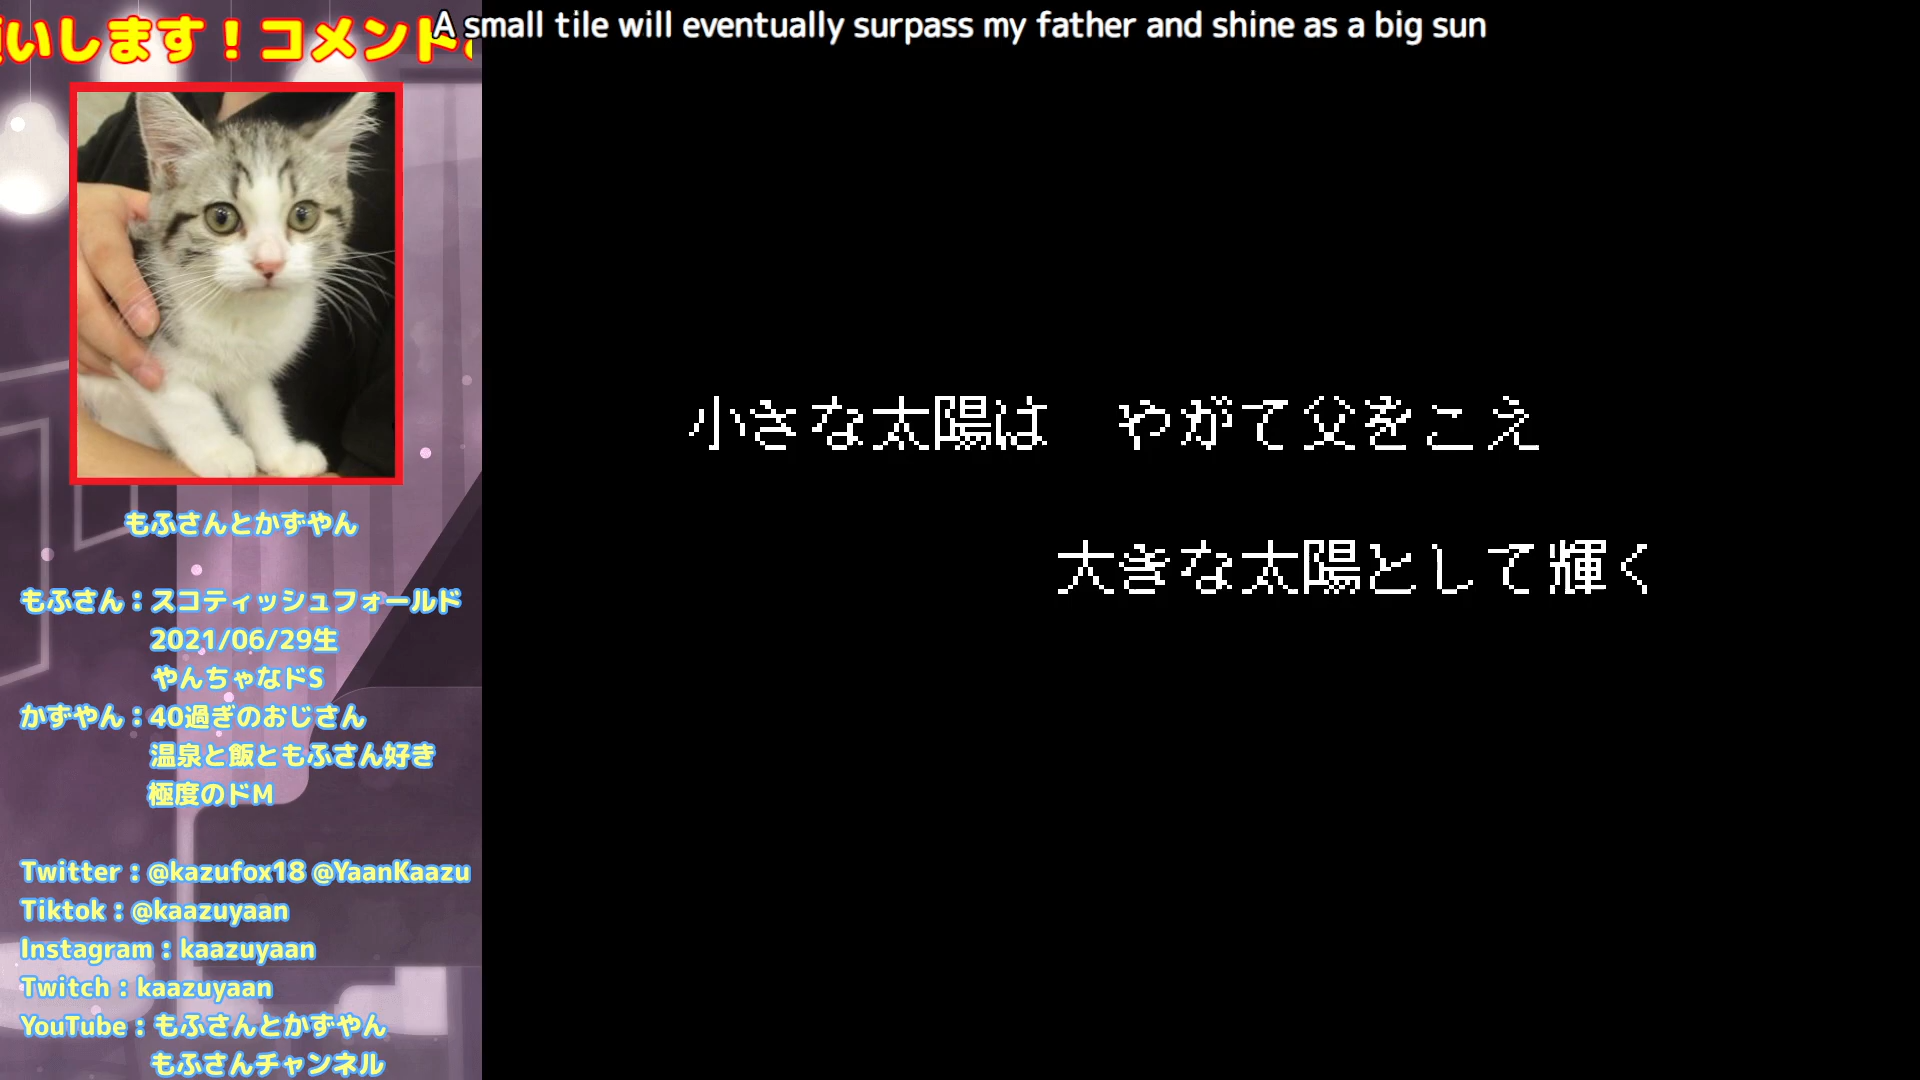 A small tile will eventually surpass my father and shine as a big sun
いします！コメント
小さな太陽は　やがて父をこえ
大きな太陽として輝く
もふさんとかずやん
もふさん：スコティッシュフォールド
2021/06/29生
やんちゃなドS
かずやん：40過ぎのおじさん
温泉と飯ともふさん好き
極度のドM
Twitter：@kazufox18 @YaanKaazu
Tiktok：@kaazuyaan
Instagram：kaazuyaan
Twitch：kaazuyaan
YouTube：もふさんとかずやん
もふさんチャンネル